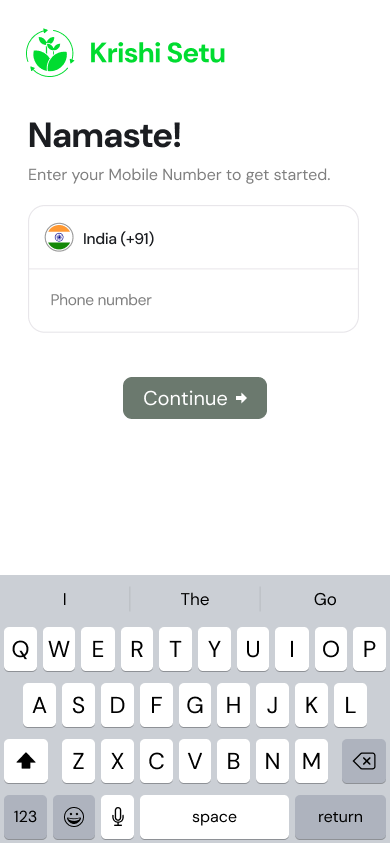 Krishi Setu
Namaste!
Enter your Mobile Number to get started.
India (+91)
Phone number
Continue
I The Go
Q W E R T Y U I O P
A S D F G H J K L
Z X C V B N M
123 space return